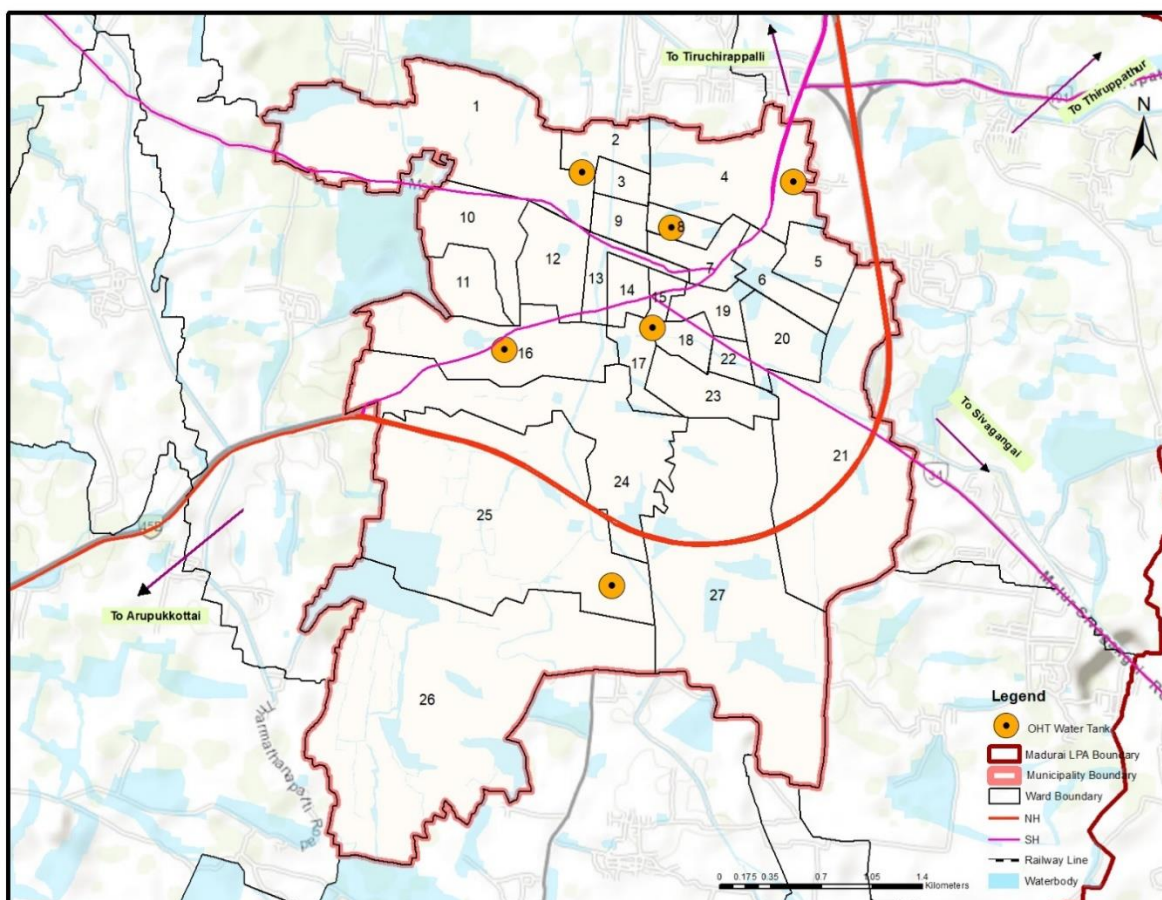 To Tiruchirappalli
To Thiruppathur
N
1
2
3
4
10
9
8
5
12
7
6
11
13
14
15
19
16
18
20
17
22
23
To Sivagangai
34
21
24
25
45B
27
To Arupukkottai
26
Legend
OHT Water Tank
Madurai LPA Boundary
Municipality Boundary
Ward Boundary
NH
SH
Railway Line
Waterbody
0 0.175 0.35 0.7 1.05 1.4
Kilometers